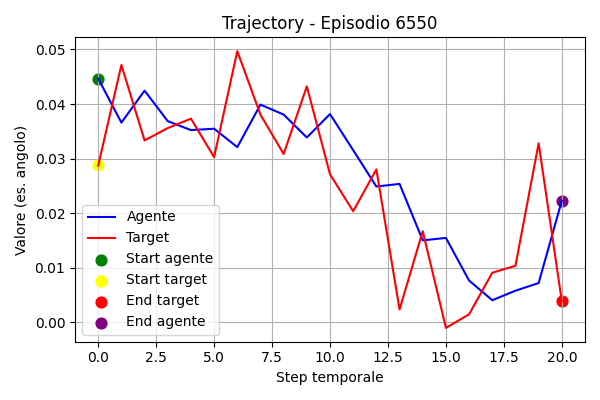 Trajectory - Episodio 6550
Valore (es. angolo)
0.05
0.04
0.03
0.02
0.01
0.00
Agente
Target
Start agente
Start target
End target
End agente
0.0 2.5 5.0 7.5 10.0 12.5 15.0 17.5 20.0
Step temporale